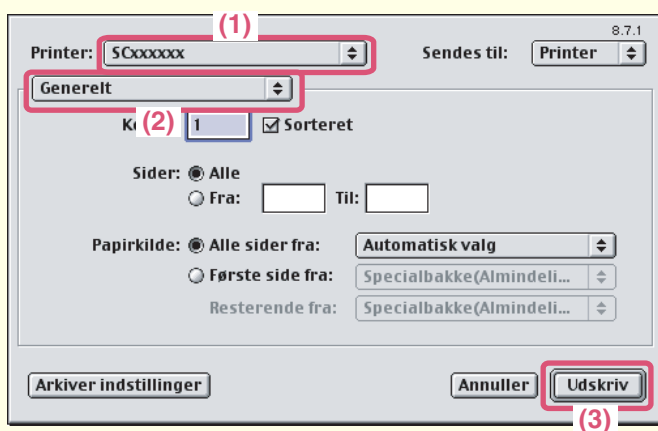 (1)
8.7.1
Printer: SCxxxxxx Sendes til: Printer
Generelt
(2) 1 Sorteret
Sider: Alle
Fra: Til:
Papirkilde: Alle sider fra: Automatisk valg
Første side fra: Specialbakke(Almindeli...
Resterende fra: Specialbakke(Almindeli...
Arkiver indstillinger Annuller Udskriv
(3)